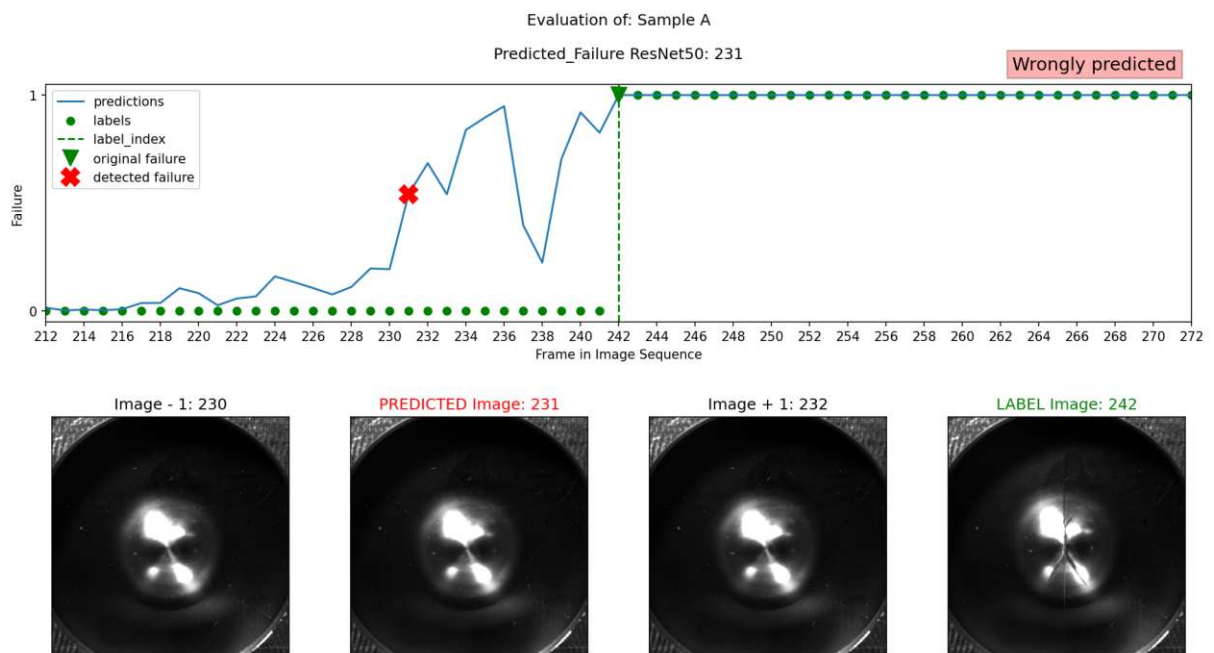 Evaluation of: Sample A
Predicted_Failure ResNet50: 231
Wrongly predicted
1
0
Failure
predictions
labels
label_index
original failure
detected failure
212 214 216 218 220 222 224 226 228 230 232 234 236 238 240 242 244 246 248 250 252 254 256 258 260 262 264 266 268 270 272
Frame in Image Sequence
Image - 1: 230
PREDICTED Image: 231
Image + 1: 232
LABEL Image: 242